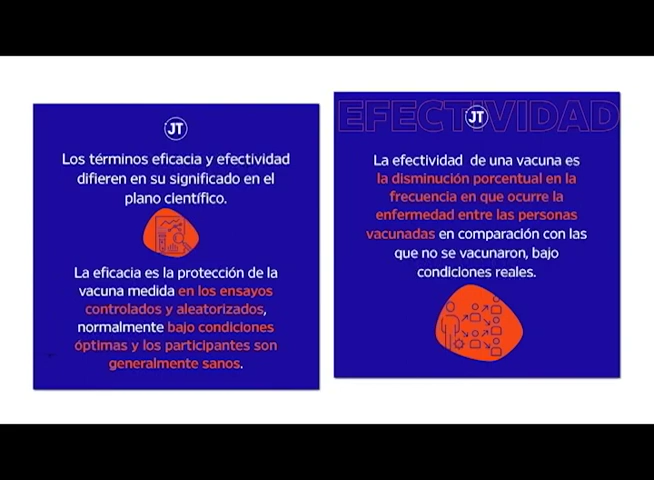 JT
Los términos eficacia y efectividad
difieren en su significado en el
plano científico.
La eficacia es la protección de la
vacuna medida en los ensayos
controlados y aleatorizados,
normalmente bajo condiciones
óptimas y los participantes son
generalmente sanos.
EFECTIVIDAD
JT
La efectividad de una vacuna es
la disminución porcentual en la
frecuencia en que ocurre la
enfermedad entre las personas
vacunadas en comparación con las
que no se vacunaron, bajo
condiciones reales.